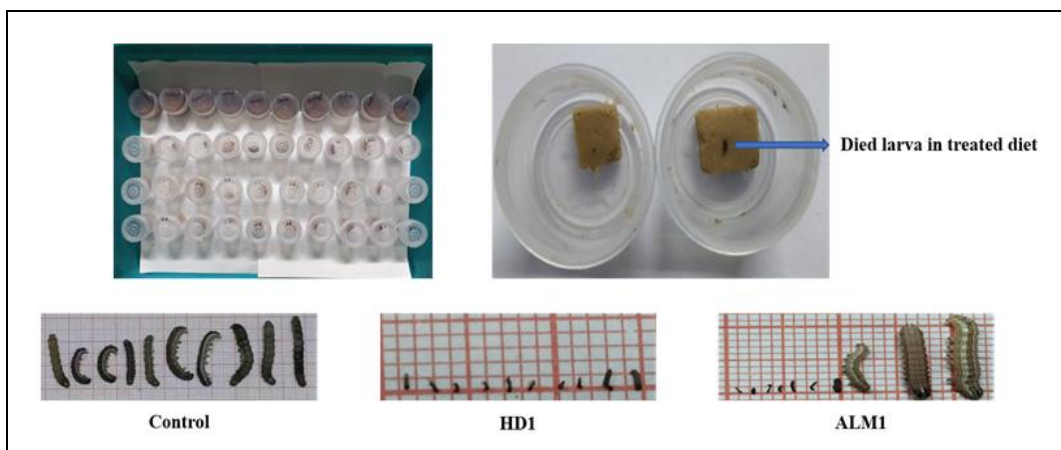 Died larva in treated diet
Control
HD1
ALM1